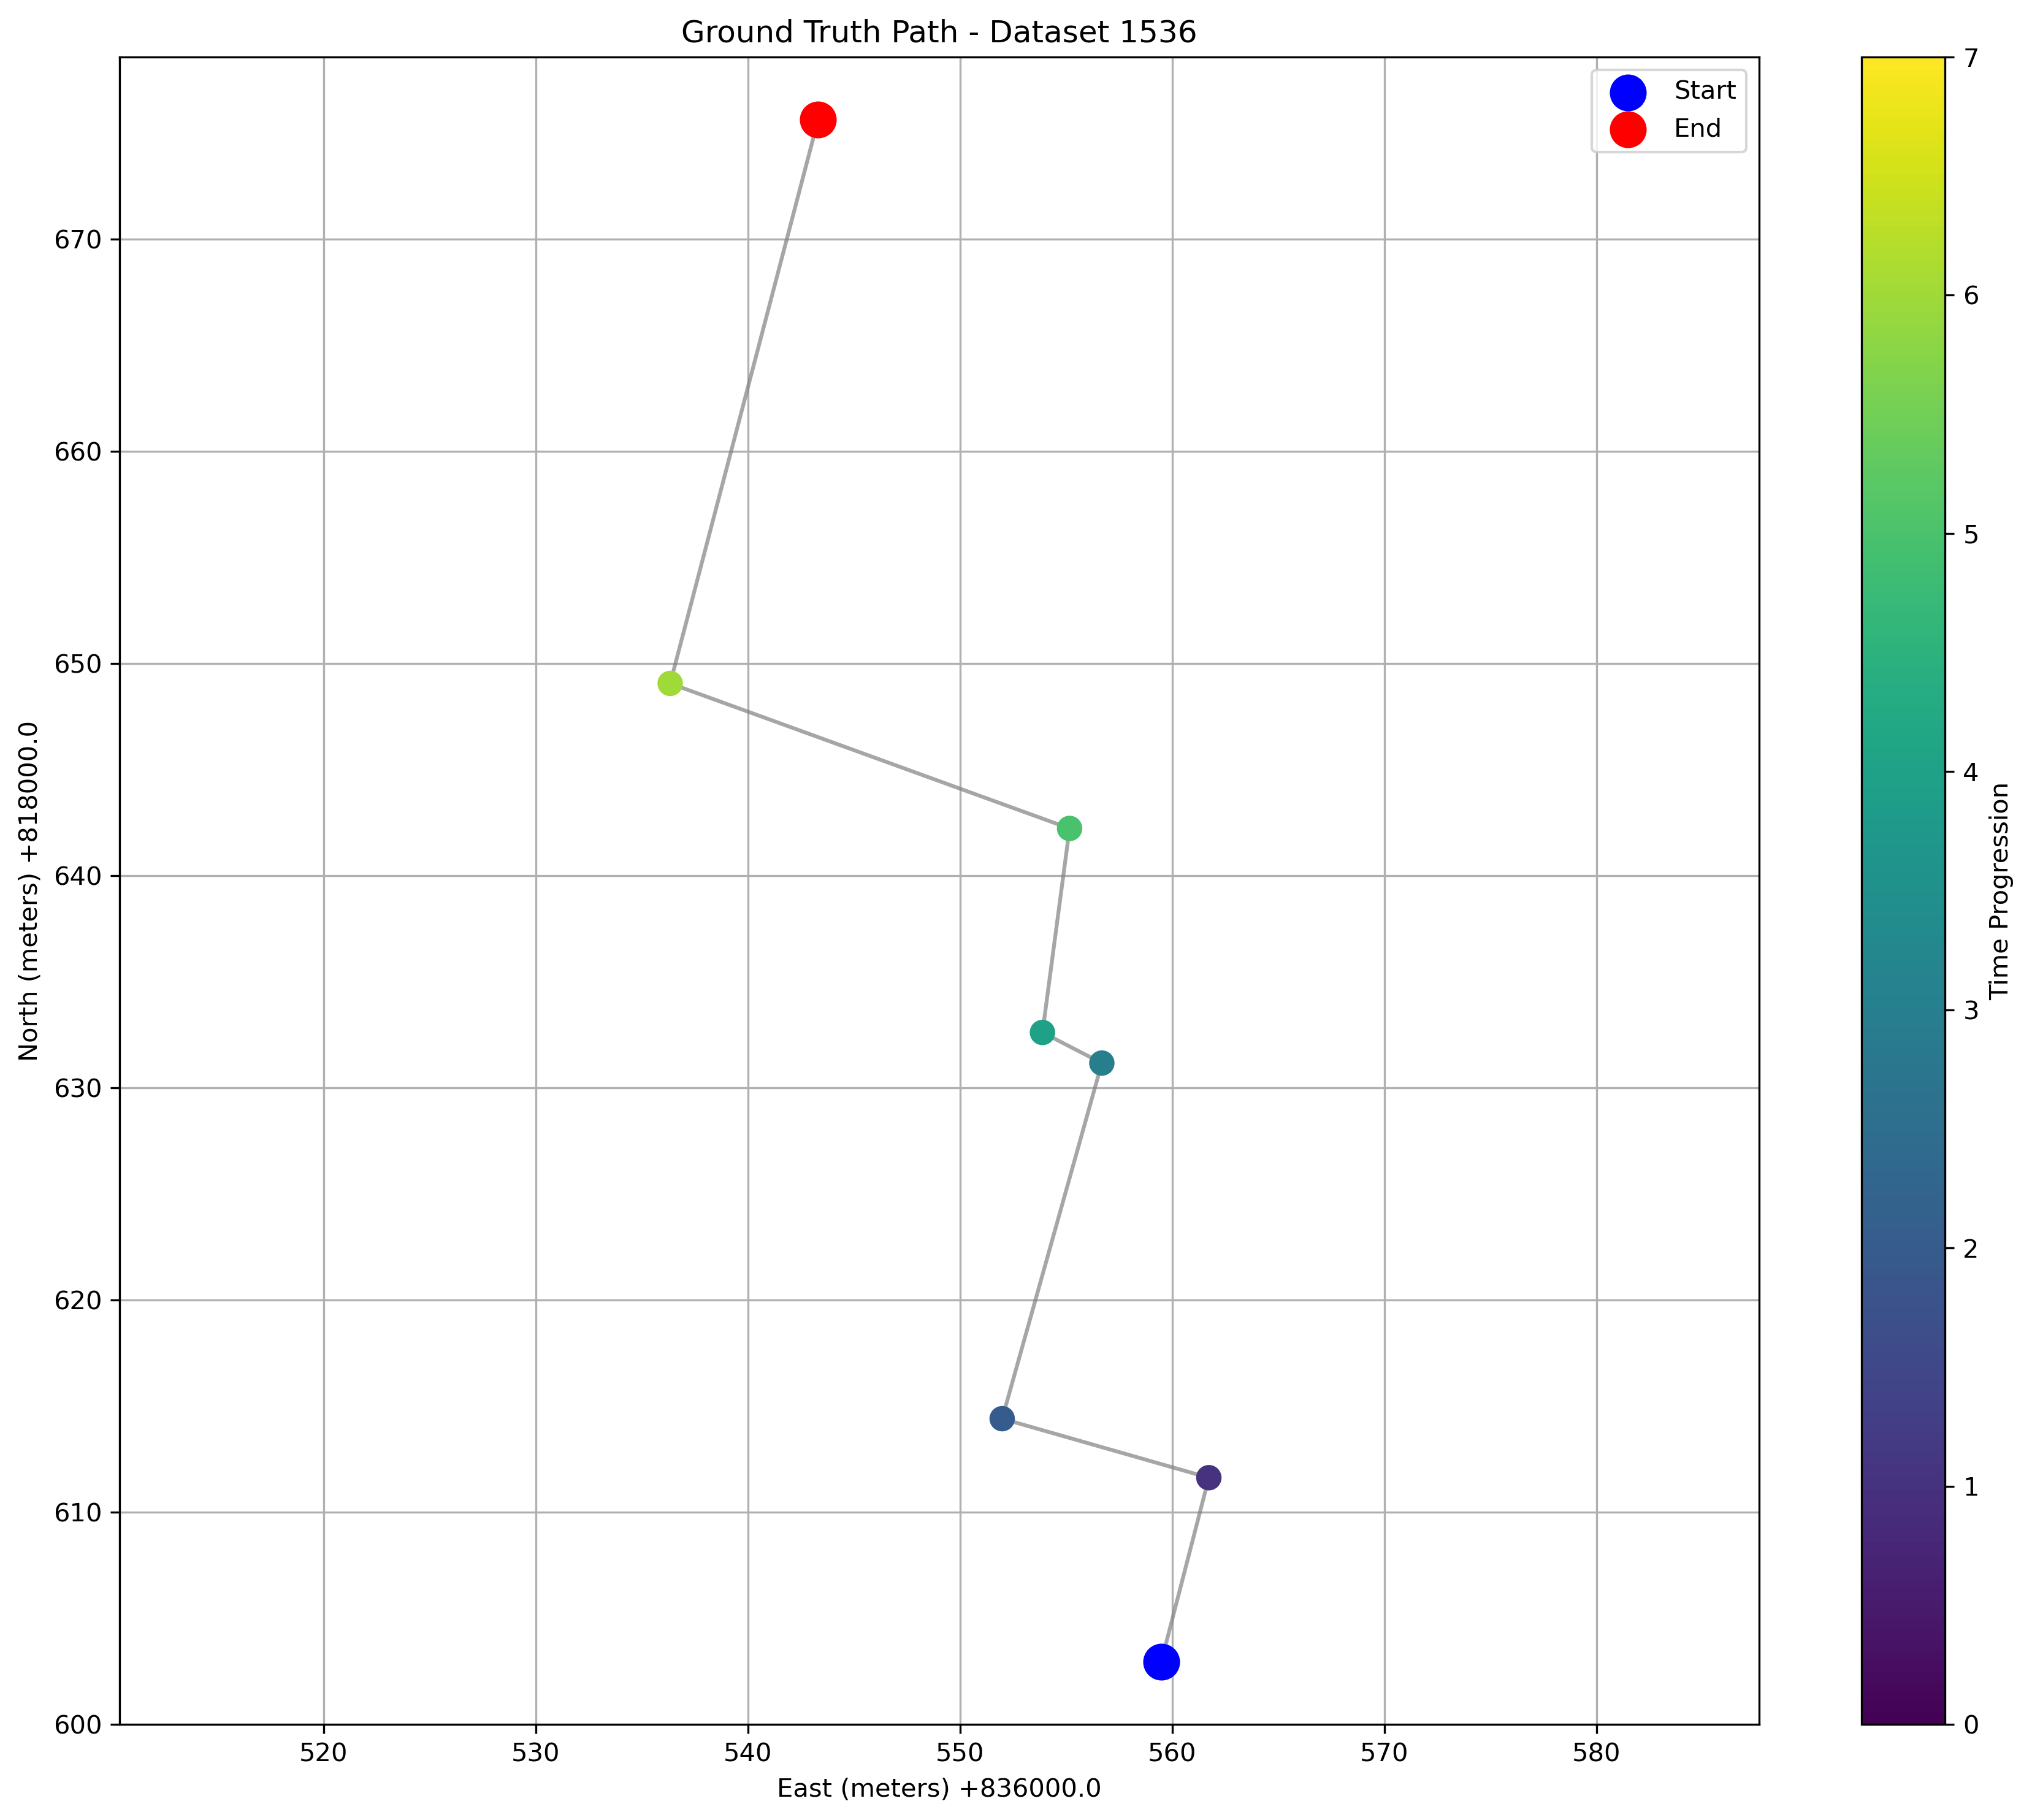 Ground Truth Path - Dataset 1536
Start
End
670
660
650
640
630
620
610
600
North (meters) +818000.0
520 530 540 550 560 570 580
East (meters) +836000.0
7
6
5
4
3
2
1
0
Time Progression